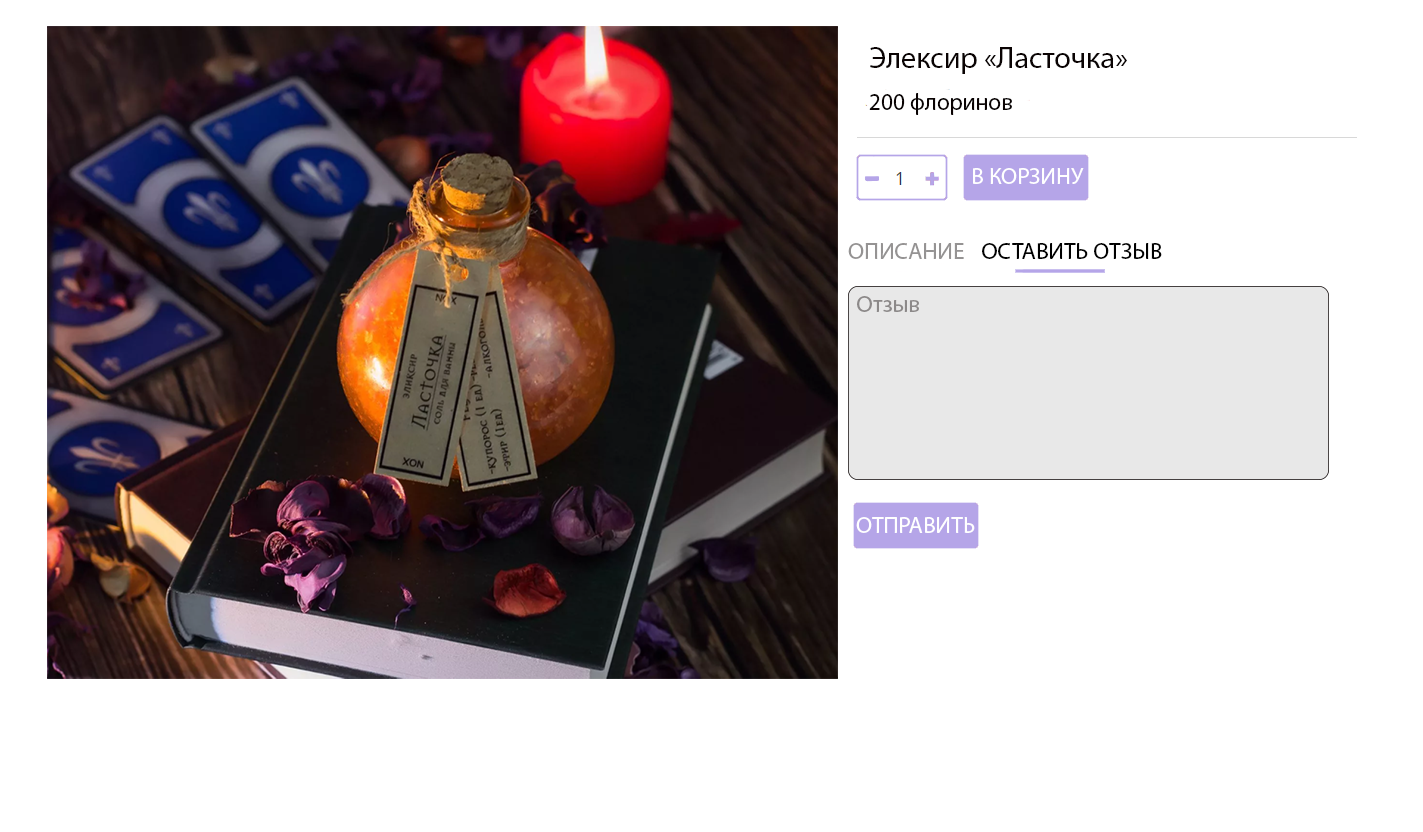 Элексир «Ласточка»
200 флоринов
1
В КОРЗИНУ
ОПИСАНИЕ
ОСТАВИТЬ ОТЗЫВ
Отзыв
ОТПРАВИТЬ
NOX
эликсир
Ласточка
соль для ванны
NOX
-алкоголь
-купорос (1 ед)
-эфир (1ед)